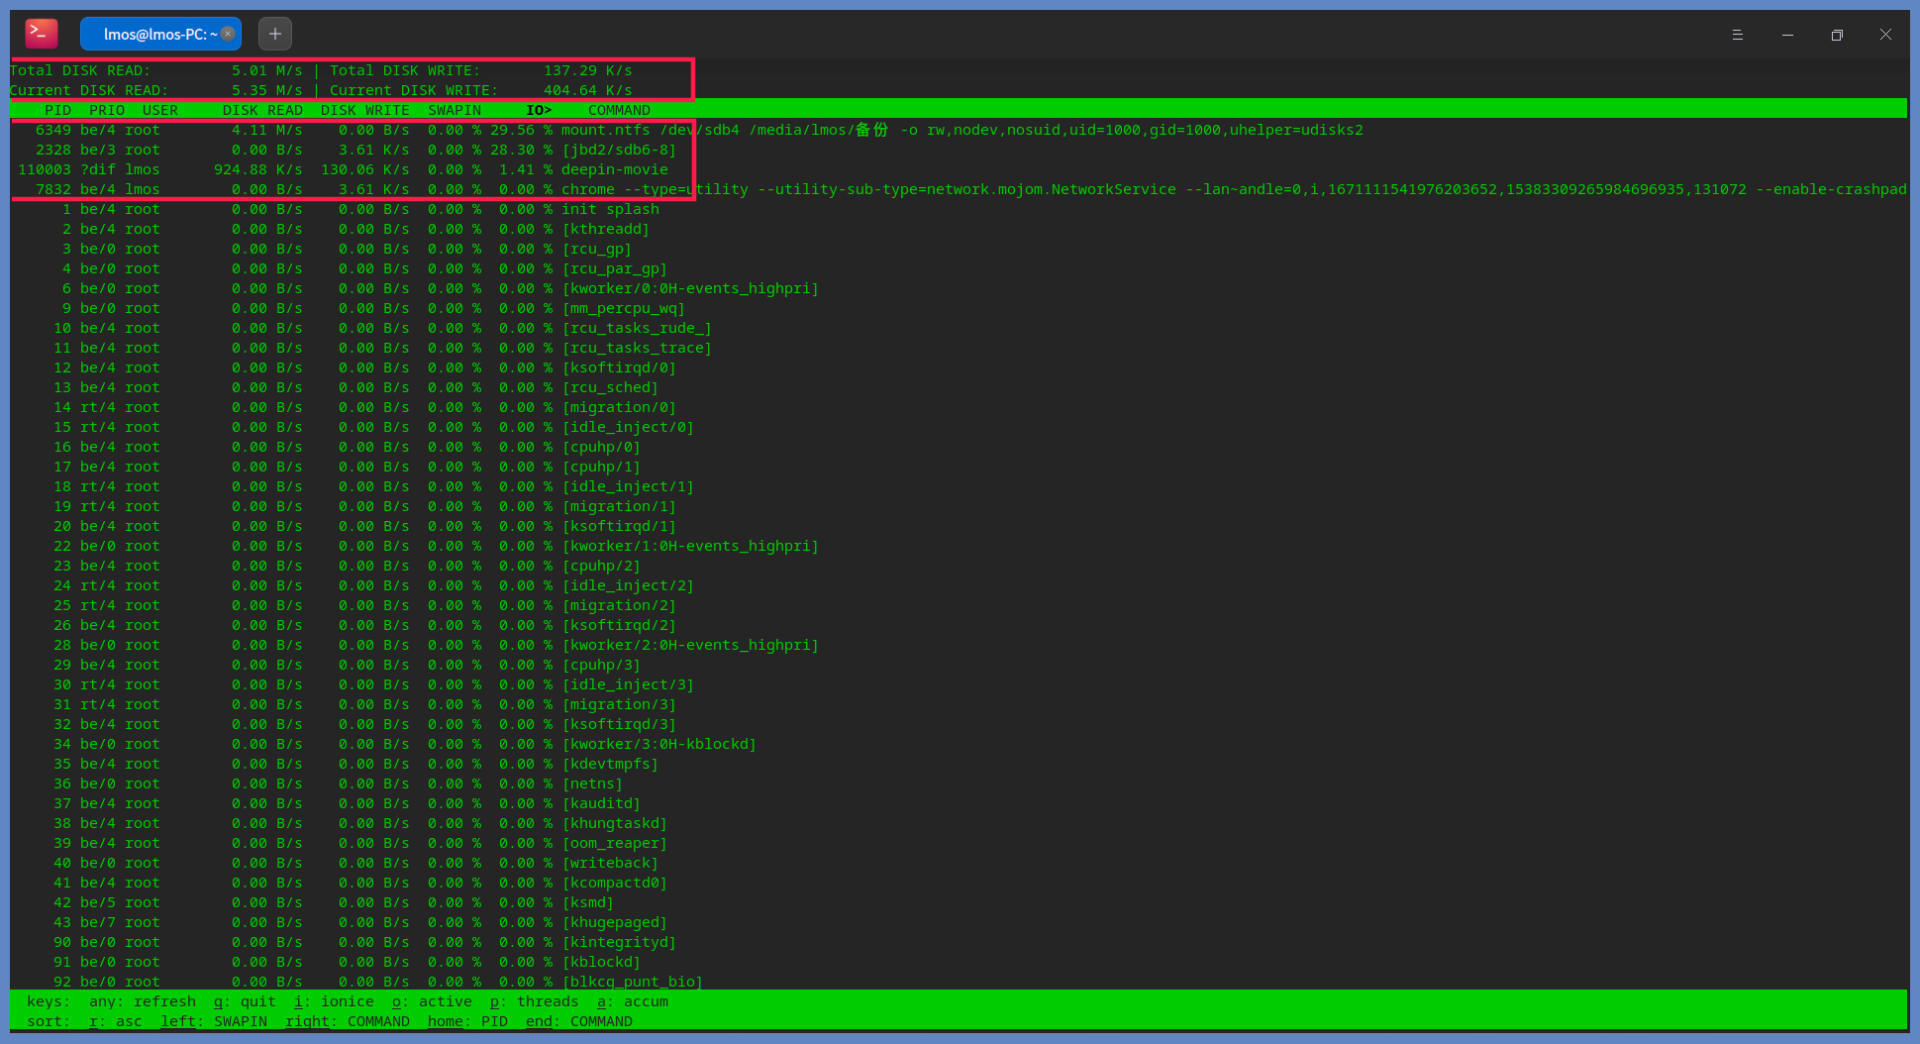 lmos@lmos-PC: ~
Total DISK READ: 5.01 M/s | Total DISK WRITE: 137.29 K/s
Current DISK READ: 5.35 M/s | Current DISK WRITE: 404.64 K/s
PID PRIO USER DISK READ DISK WRITE SWAPIN IO> COMMAND
6349 be/4 root 4.11 M/s 0.00 B/s 0.00 % 29.56 % mount.ntfs /dev/sdb4 /media/lmos/备份 -o rw,nodev,nosuid,uid=1000,gid=1000,uhelper=udisks2
2328 be/3 root 0.00 B/s 3.61 K/s 0.00 % 28.30 % [jbd2/sdb6-8]
110003 ?dif lmos 924.88 K/s 130.06 K/s 0.00 % 1.41 % deepin-movie
7832 be/4 lmos 0.00 B/s 3.61 K/s 0.00 % 0.00 % chrome --type=utility --utility-sub-type=network.mojom.NetworkService --lan~andle=0,i,1671111541976203652,15383309265984696935,131072 --enable-crashpad
1 be/4 root 0.00 B/s 0.00 B/s 0.00 % 0.00 % init splash
2 be/4 root 0.00 B/s 0.00 B/s 0.00 % 0.00 % [kthreadd]
3 be/0 root 0.00 B/s 0.00 B/s 0.00 % 0.00 % [rcu_gp]
4 be/0 root 0.00 B/s 0.00 B/s 0.00 % 0.00 % [rcu_par_gp]
6 be/0 root 0.00 B/s 0.00 B/s 0.00 % 0.00 % [kworker/0:0H-events_highpri]
9 be/0 root 0.00 B/s 0.00 B/s 0.00 % 0.00 % [mm_percpu_wq]
10 be/4 root 0.00 B/s 0.00 B/s 0.00 % 0.00 % [rcu_tasks_rude_]
11 be/4 root 0.00 B/s 0.00 B/s 0.00 % 0.00 % [rcu_tasks_trace]
12 be/4 root 0.00 B/s 0.00 B/s 0.00 % 0.00 % [ksoftirqd/0]
13 be/4 root 0.00 B/s 0.00 B/s 0.00 % 0.00 % [rcu_sched]
14 rt/4 root 0.00 B/s 0.00 B/s 0.00 % 0.00 % [migration/0]
15 rt/4 root 0.00 B/s 0.00 B/s 0.00 % 0.00 % [idle_inject/0]
16 be/4 root 0.00 B/s 0.00 B/s 0.00 % 0.00 % [cpuhp/0]
17 be/4 root 0.00 B/s 0.00 B/s 0.00 % 0.00 % [cpuhp/1]
18 rt/4 root 0.00 B/s 0.00 B/s 0.00 % 0.00 % [idle_inject/1]
19 rt/4 root 0.00 B/s 0.00 B/s 0.00 % 0.00 % [migration/1]
20 be/4 root 0.00 B/s 0.00 B/s 0.00 % 0.00 % [ksoftirqd/1]
22 be/0 root 0.00 B/s 0.00 B/s 0.00 % 0.00 % [kworker/1:0H-events_highpri]
23 be/4 root 0.00 B/s 0.00 B/s 0.00 % 0.00 % [cpuhp/2]
24 rt/4 root 0.00 B/s 0.00 B/s 0.00 % 0.00 % [idle_inject/2]
25 rt/4 root 0.00 B/s 0.00 B/s 0.00 % 0.00 % [migration/2]
26 be/4 root 0.00 B/s 0.00 B/s 0.00 % 0.00 % [ksoftirqd/2]
28 be/0 root 0.00 B/s 0.00 B/s 0.00 % 0.00 % [kworker/2:0H-events_highpri]
29 be/4 root 0.00 B/s 0.00 B/s 0.00 % 0.00 % [cpuhp/3]
30 rt/4 root 0.00 B/s 0.00 B/s 0.00 % 0.00 % [idle_inject/3]
31 rt/4 root 0.00 B/s 0.00 B/s 0.00 % 0.00 % [migration/3]
32 be/4 root 0.00 B/s 0.00 B/s 0.00 % 0.00 % [ksoftirqd/3]
34 be/0 root 0.00 B/s 0.00 B/s 0.00 % 0.00 % [kworker/3:0H-kblockd]
35 be/4 root 0.00 B/s 0.00 B/s 0.00 % 0.00 % [kdevtmpfs]
36 be/0 root 0.00 B/s 0.00 B/s 0.00 % 0.00 % [netns]
37 be/4 root 0.00 B/s 0.00 B/s 0.00 % 0.00 % [kauditd]
38 be/4 root 0.00 B/s 0.00 B/s 0.00 % 0.00 % [khungtaskd]
39 be/4 root 0.00 B/s 0.00 B/s 0.00 % 0.00 % [oom_reaper]
40 be/0 root 0.00 B/s 0.00 B/s 0.00 % 0.00 % [writeback]
41 be/4 root 0.00 B/s 0.00 B/s 0.00 % 0.00 % [kcompactd0]
42 be/5 root 0.00 B/s 0.00 B/s 0.00 % 0.00 % [ksmd]
43 be/7 root 0.00 B/s 0.00 B/s 0.00 % 0.00 % [khugepaged]
90 be/0 root 0.00 B/s 0.00 B/s 0.00 % 0.00 % [kintegrityd]
91 be/0 root 0.00 B/s 0.00 B/s 0.00 % 0.00 % [kblockd]
92 be/0 root 0.00 B/s 0.00 B/s 0.00 % 0.00 % [blkcg_punt_bio]
keys: any: refresh q: quit i: ionice o: active p: threads a: accum
sort: r: asc left: SWAPIN right: COMMAND home: PID end: COMMAND